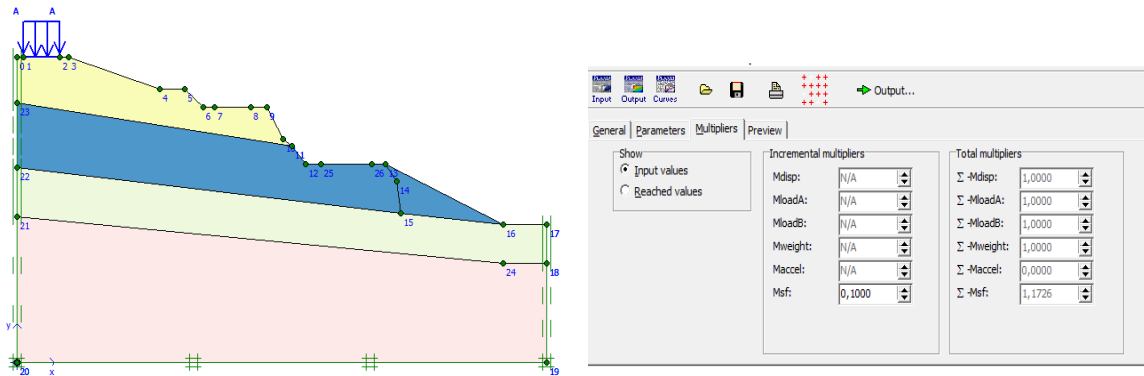 A A
0 1 2 3
4 5
6 7 8 9
23
10 11
12 25 26 13
22
14
15
16 17
21
24 18
y
x
20 19
Input Output Curves Output...
General Parameters Multipliers Preview
Show
Input values
Reached values
Incremental multipliers
Mdisp: N/A
MloadA: N/A
MloadB: N/A
Mweight: N/A
Maccel: N/A
Msf: 0,1000
Total multipliers
Σ -Mdisp: 1,0000
Σ -MloadA: 1,0000
Σ -MloadB: 1,0000
Σ -Mweight: 1,0000
Σ -Maccel: 0,0000
Σ -Msf: 1,1726